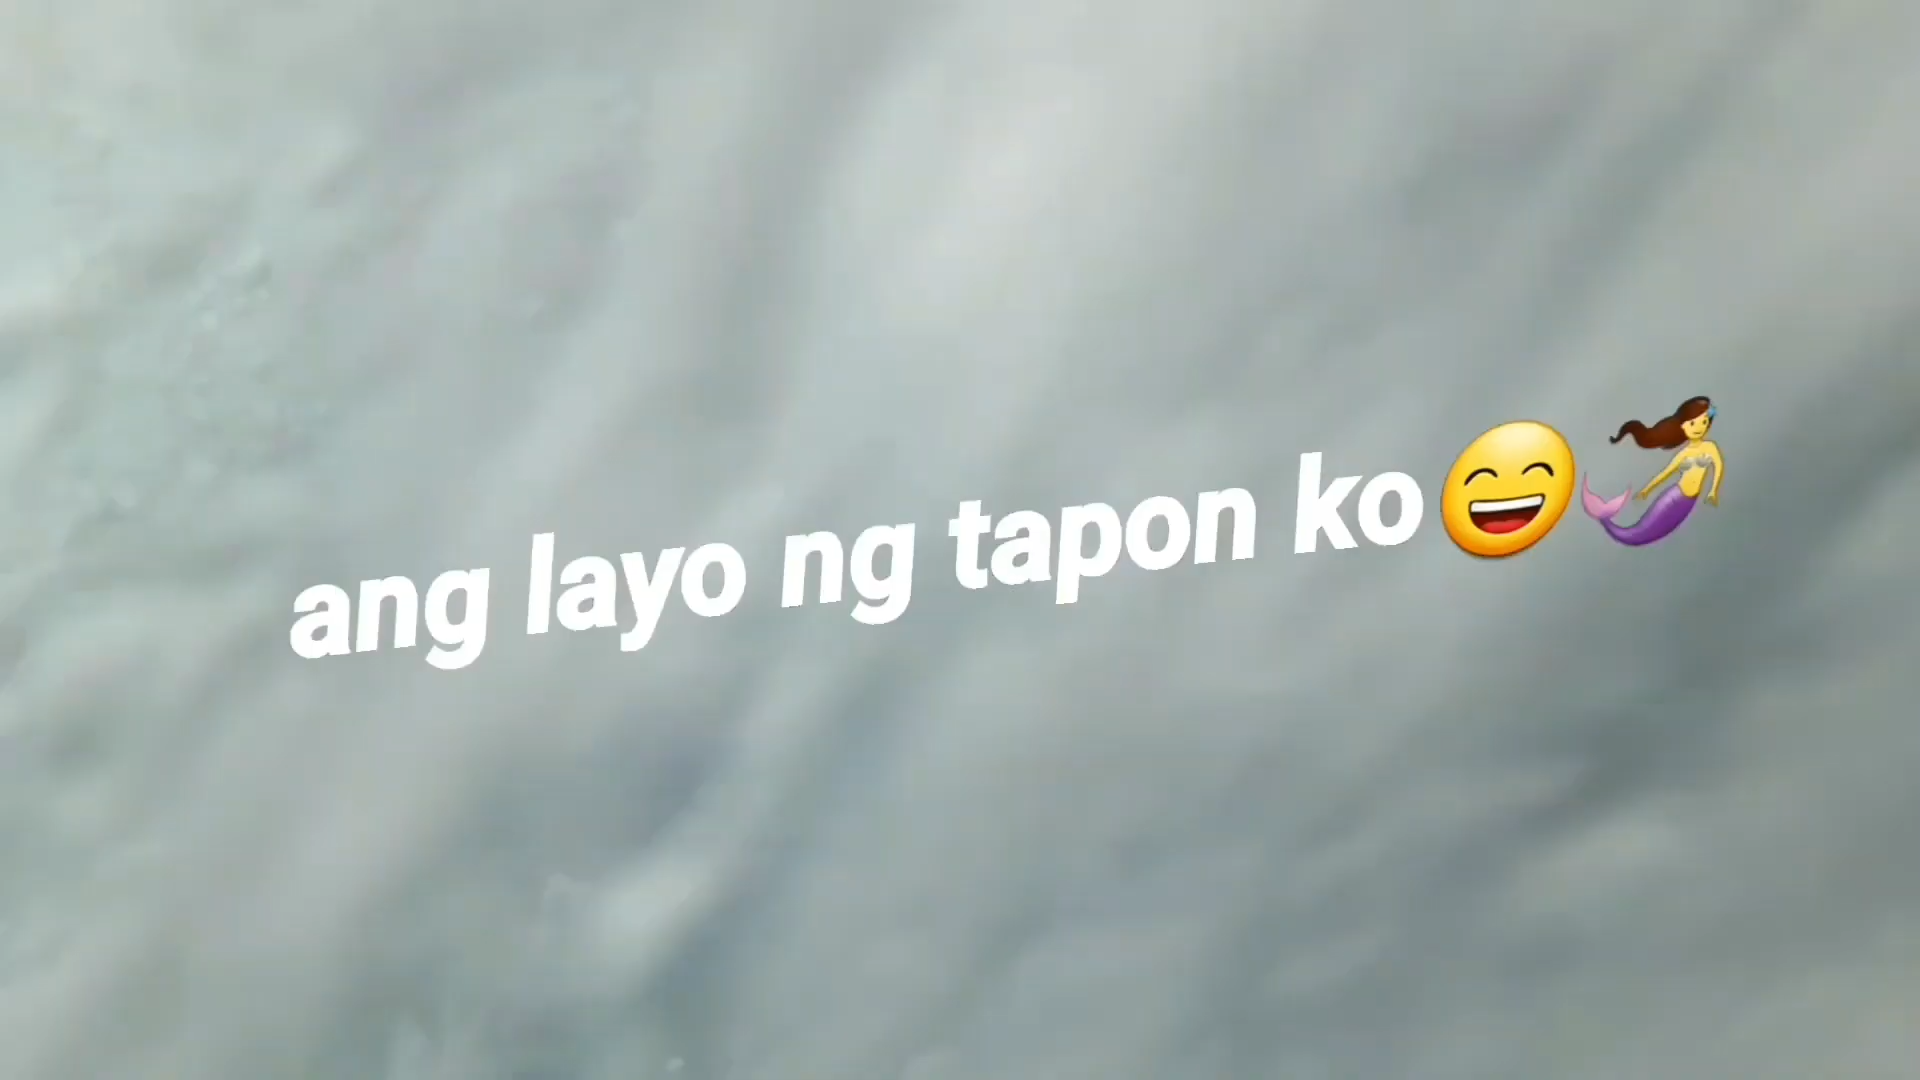 ang layo ng tapon ko😄🧜‍♀️